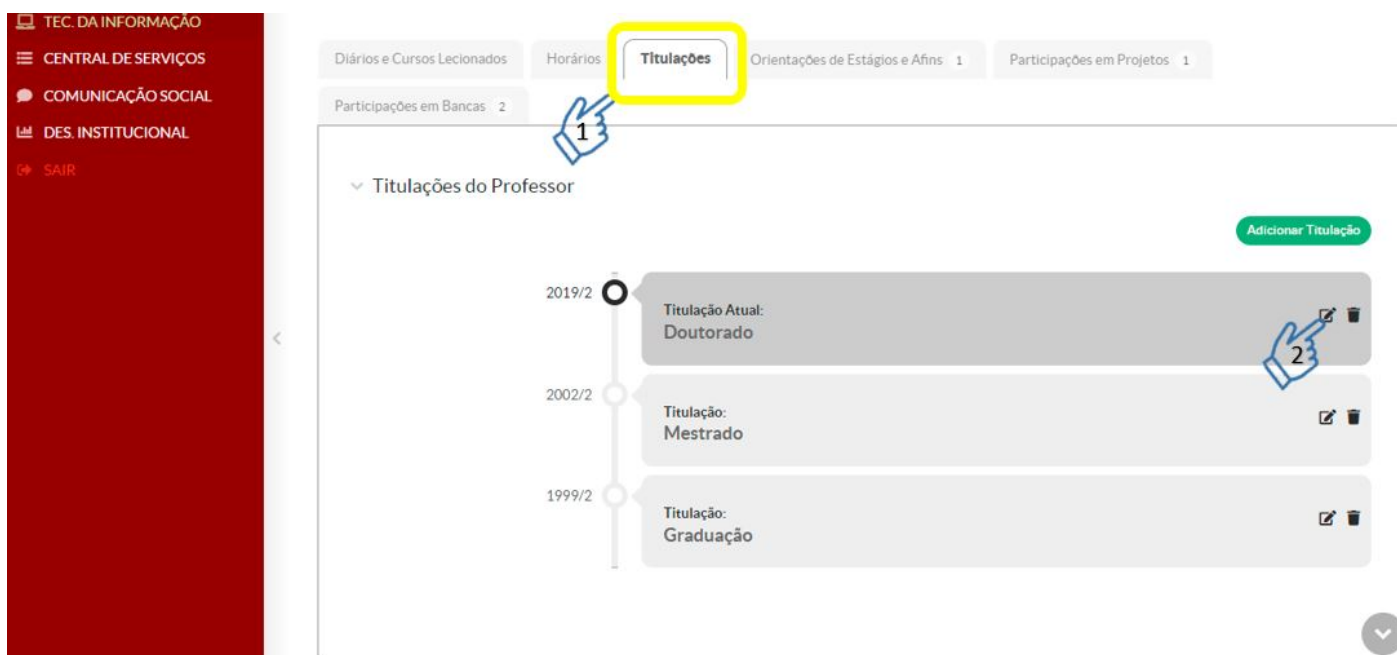 TEC. DA INFORMAÇÃO
CENTRAL DE SERVIÇOS
COMUNICAÇÃO SOCIAL
DES. INSTITUCIONAL
SAIR
Diários e Cursos Lecionados Horários Titulações Orientações de Estágios e Afins 1 Participações em Projetos 1
Participações em Bancas 2
1
Titulações do Professor
Adicionar Titulação
2019/2
Titulação Atual:
Doutorado
2
2002/2
Titulação:
Mestrado
1999/2
Titulação:
Graduação